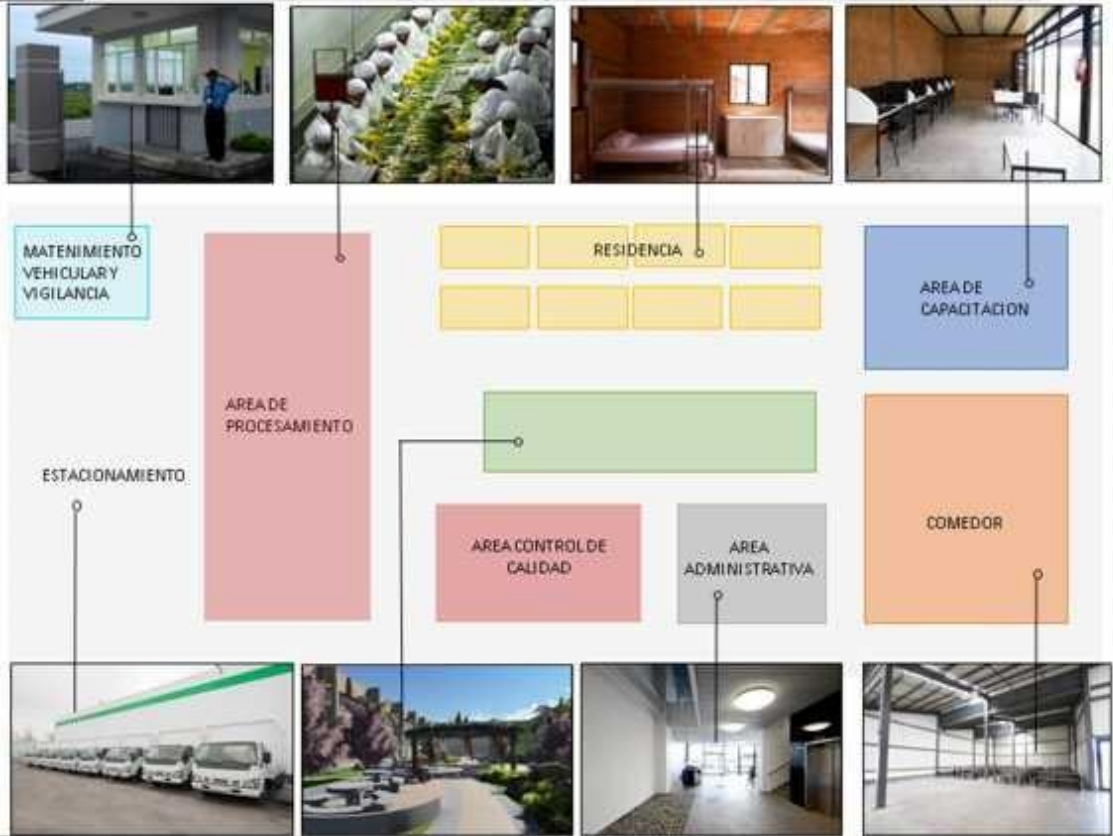 MATENIMIENTO
VEHICULAR Y
VIGILANCIA
RESIDENCIA
AREA DE
CAPACITACION
AREA DE
PROCESAMIENTO
ESTACIONAMIENTO
AREA CONTROL DE
CALIDAD
AREA
ADMINISTRATIVA
COMEDOR